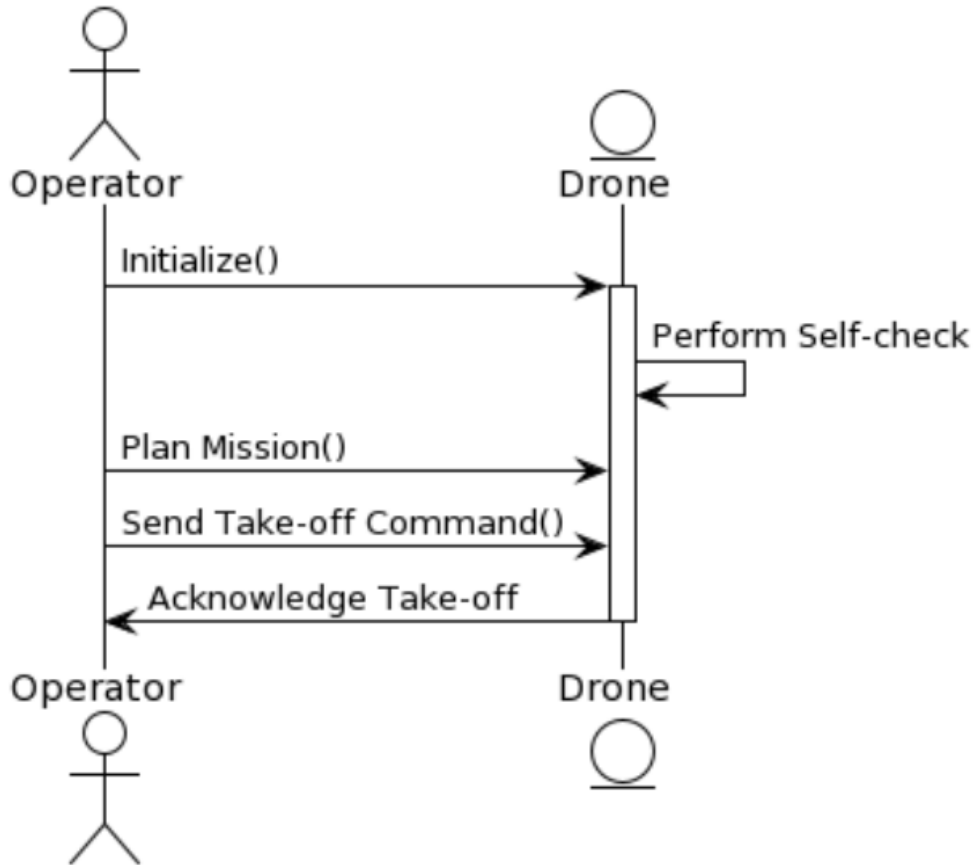 Operator
Drone
Initialize()
Perform Self-check
Plan Mission()
Send Take-off Command()
Acknowledge Take-off
Operator
Drone